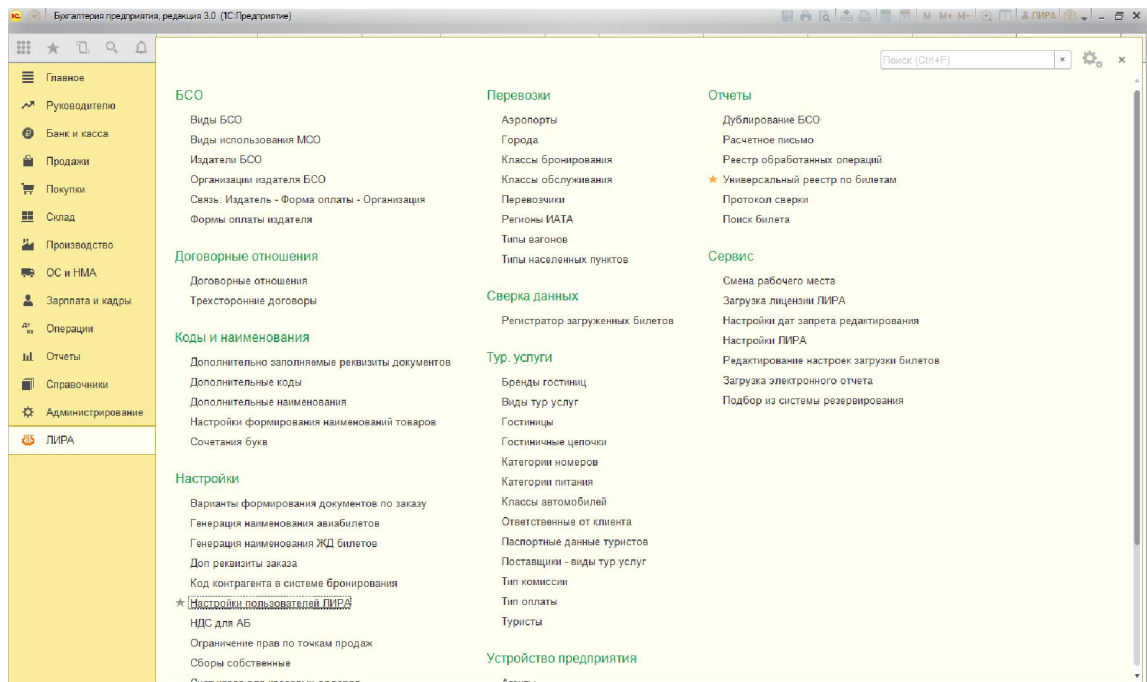 1С Бухгалтерия предприятия, редакция 3.0 (1С:Предприятие)
M M+ M- ЛИРА
Поиск (Ctrl+F)
Главное
Руководителю
Банк и касса
Продажи
Покупки
Склад
Производство
ОС и НМА
Зарплата и кадры
Операции
Отчеты
Справочники
Администрирование
ЛИРА
БСО
Виды БСО
Виды использования МСО
Издатели БСО
Организации издателя БСО
Связь: Издатель - Форма оплаты - Организация
Формы оплаты издателя
Договорные отношения
Договорные отношения
Трехсторонние договоры
Коды и наименования
Дополнительно заполняемые реквизиты документов
Дополнительные коды
Дополнительные наименования
Настройки формирования наименований товаров
Сочетания букв
Настройки
Варианты формирования документов по заказу
Генерация наименования авиабилетов
Генерация наименования ЖД билетов
Доп реквизиты заказа
Код контрагента в системе бронирования
Настройки пользователей ЛИРА
НДС для АБ
Ограничение прав по точкам продаж
Сборы собственные
Перевозки
Аэропорты
Города
Классы бронирования
Классы обслуживания
Перевозчики
Регионы ИАТА
Типы вагонов
Типы населенных пунктов
Сверка данных
Регистратор загруженных билетов
Тур. услуги
Бренды гостиниц
Виды тур услуг
Гостиницы
Гостиничные цепочки
Категории номеров
Категории питания
Классы автомобилей
Ответственные от клиента
Паспортные данные туристов
Поставщики - виды тур.услуг
Тип комиссии
Тип оплаты
Туристы
Устройство предприятия
Отчеты
Дублирование БСО
Расчетное письмо
Реестр обработанных операций
Универсальный реестр по билетам
Протокол сверки
Поиск билета
Сервис
Смена рабочего места
Загрузка лицензии ЛИРА
Настройки дат запрета редактирования
Настройки ЛИРА
Редактирование настроек загрузки билетов
Загрузка электронного отчета
Подбор из системы резервирования